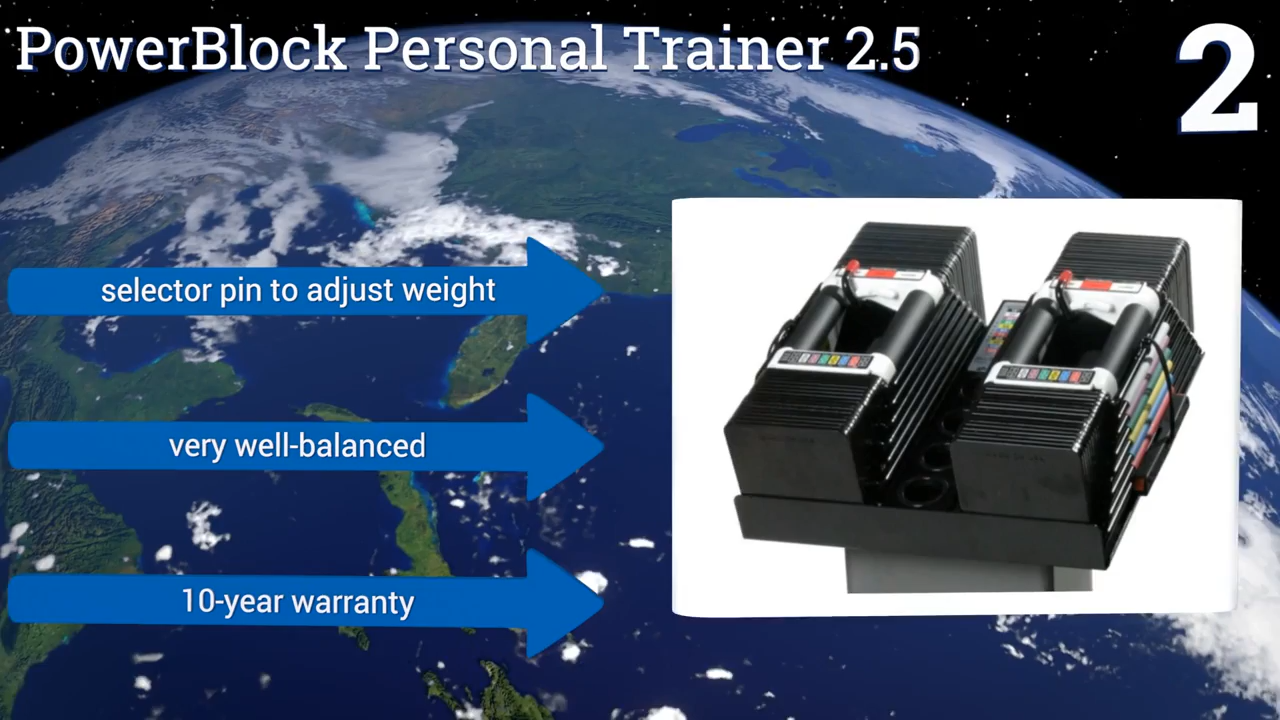 PowerBlock Personal Trainer 2.5
2
selector pin to adjust weight
very well-balanced
10-year warranty